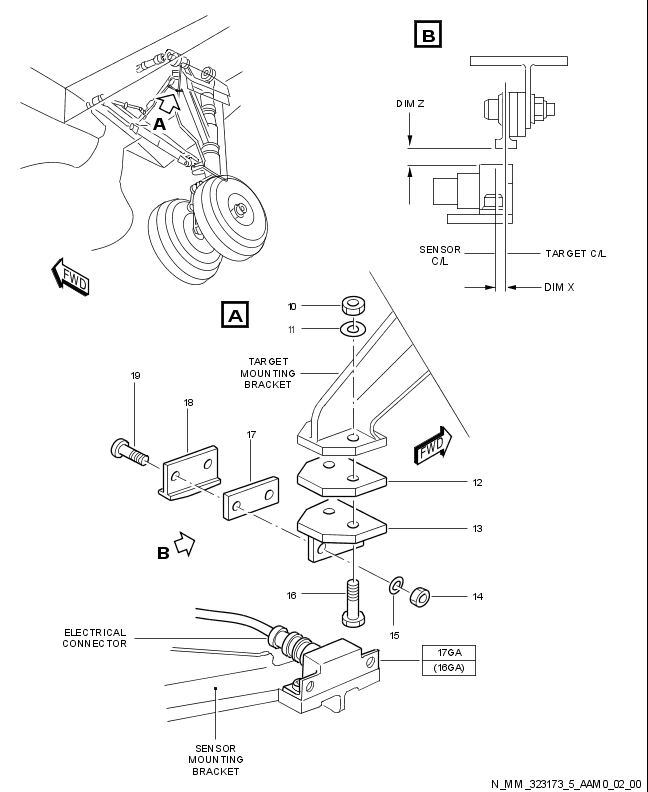 B
DIM Z
A
SENSOR
C/L
TARGET C/L
DIM X
FWD
A
10
11
TARGET
MOUNTING
BRACKET
19
18
17
FWD
12
13
B
16
14
15
ELECTRICAL
CONNECTOR
17GA
(16GA)
SENSOR
MOUNTING
BRACKET
N_MM_323173_5_AAM0_02_00